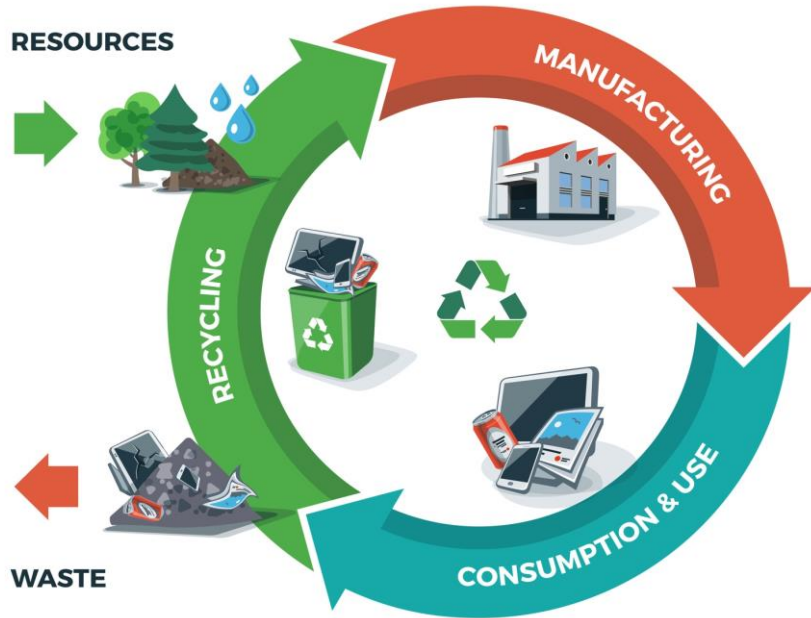 RESOURCES
MANUFACTURING
RECYCLING
CONSUMPTION & USE
WASTE